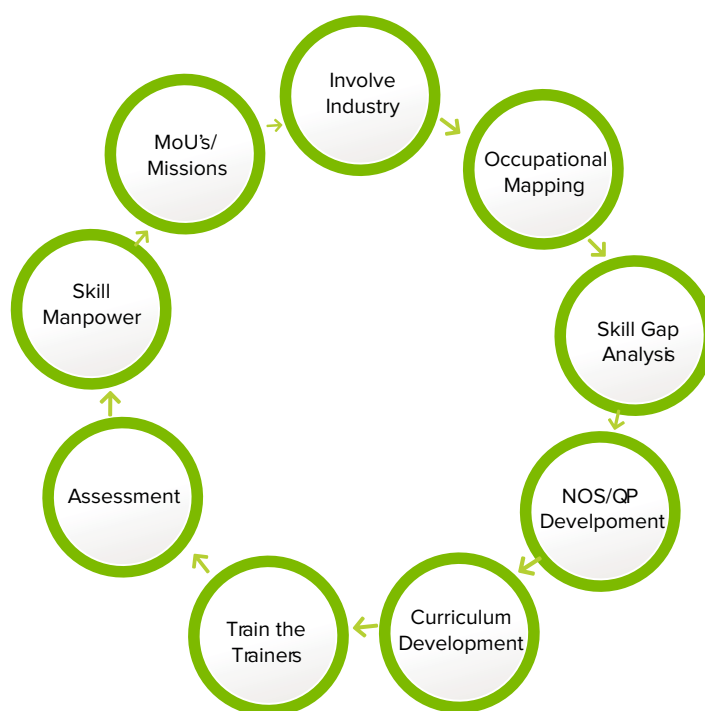 Involve
Industry
Occupational
Mapping
Skill Gap
Analysis
NOS/QP
Develpoment
Curriculum
Development
Train the
Trainers
Assessment
Skill
Manpower
MoU's/
Missions